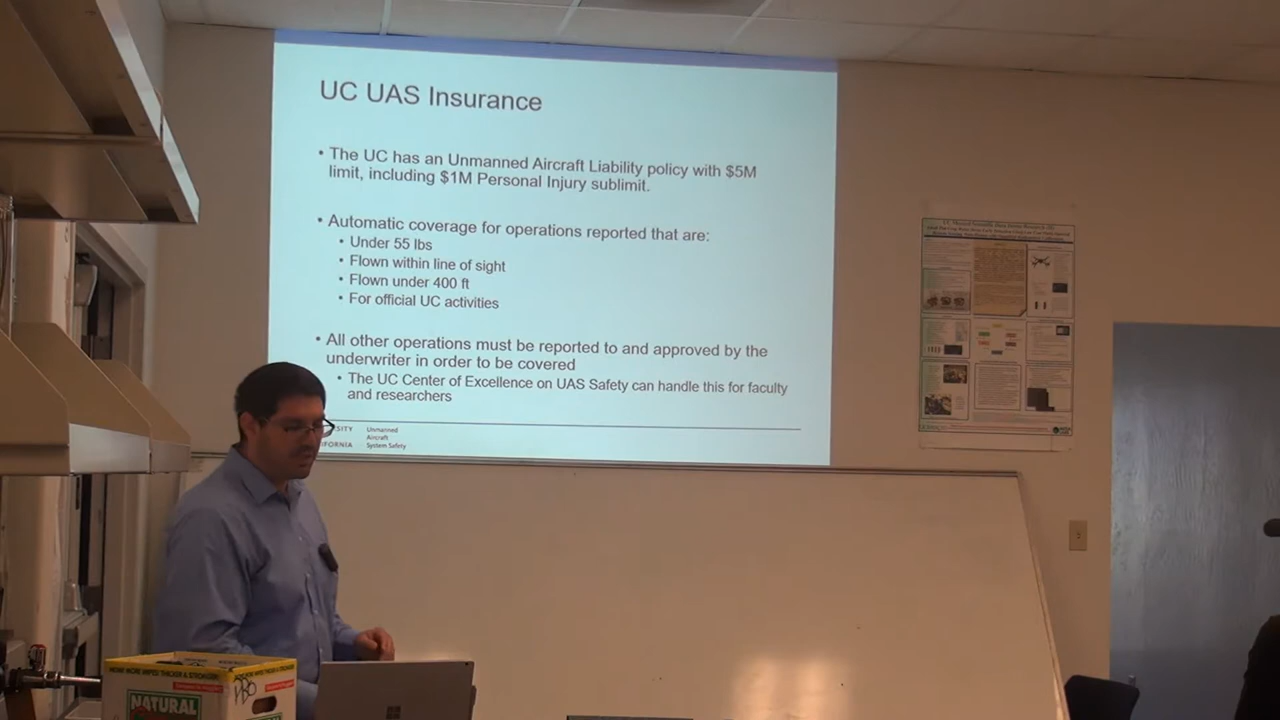 UC UAS Insurance
• The UC has an Unmanned Aircraft Liability policy with $5M
limit, including $1M Personal Injury sublimit.
• Automatic coverage for operations reported that are:
• Under 55 lbs
• Flown within line of sight
• Flown under 400 ft
• For official UC activities
• All other operations must be reported to and approved by the
underwriter in order to be covered
• The UC Center of Excellence on UAS Safety can handle this for faculty
and researchers
SITY
IFORNIA
Unmanned
Aircraft
System Safety
NATURAL